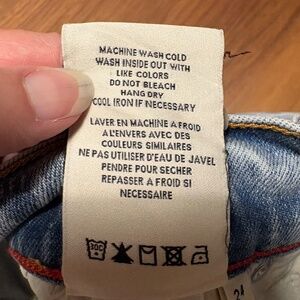 MACHINE WASH COLD
WASH INSIDE OUT WITH
LIKE COLORS
DO NOT BLEACH
HANG DRY
COOL IRON IF NECESSARY
LAVER EN MACHINE A FROID
A L'ENVERS AVEC DES
COULEURS SIMILAIRES
NE PAS UTILISER D'EAU DE JAVEL
PENDRE POUR SECHER
REPASSER A FROID SI
NECESSAIRE
30C
24